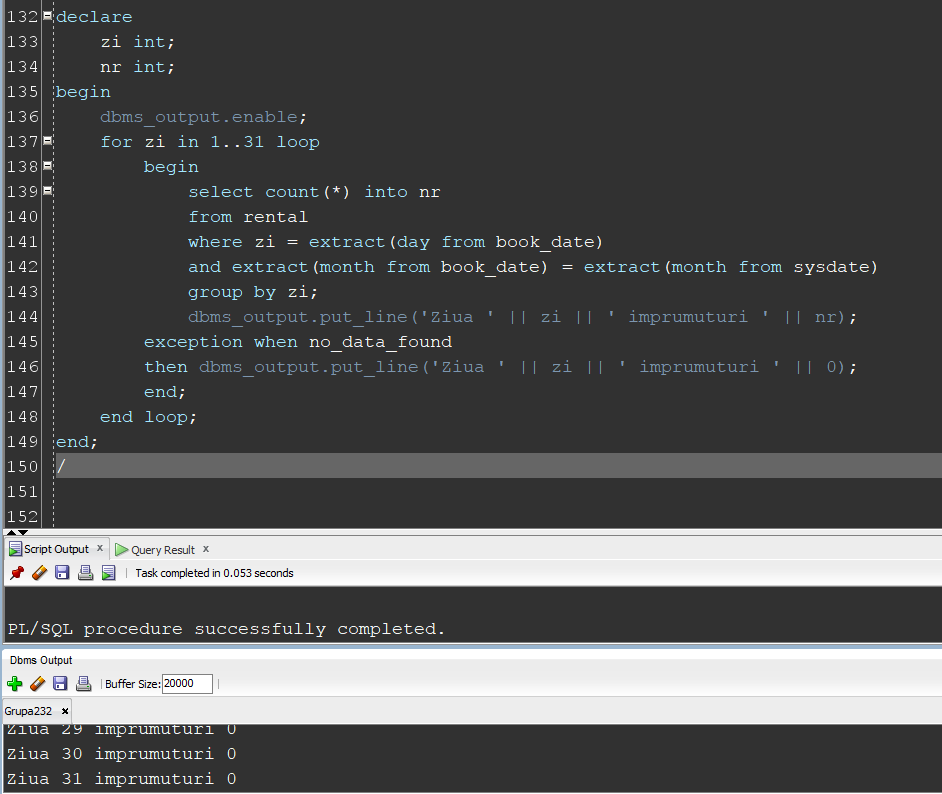 132 declare
133     zi int;
134     nr int;
135 begin
136     dbms_output.enable;
137     for zi in 1..31 loop
138         begin
139             select count(*) into nr
140             from rental
141             where zi = extract(day from book_date)
142             and extract(month from book_date) = extract(month from sysdate)
143             group by zi;
144             dbms_output.put_line('Ziua ' || zi || ' imprumuturi ' || nr);
145         exception when no_data_found
146         then dbms_output.put_line('Ziua ' || zi || ' imprumuturi ' || 0);
147         end;
148     end loop;
149 end;
150 /
151
152
Script Output x Query Result x
Task completed in 0.053 seconds
PL/SQL procedure successfully completed.
Dbms Output
Buffer Size: 20000
Grupa232 x
Ziua 29 imprumuturi 0
Ziua 30 imprumuturi 0
Ziua 31 imprumuturi 0